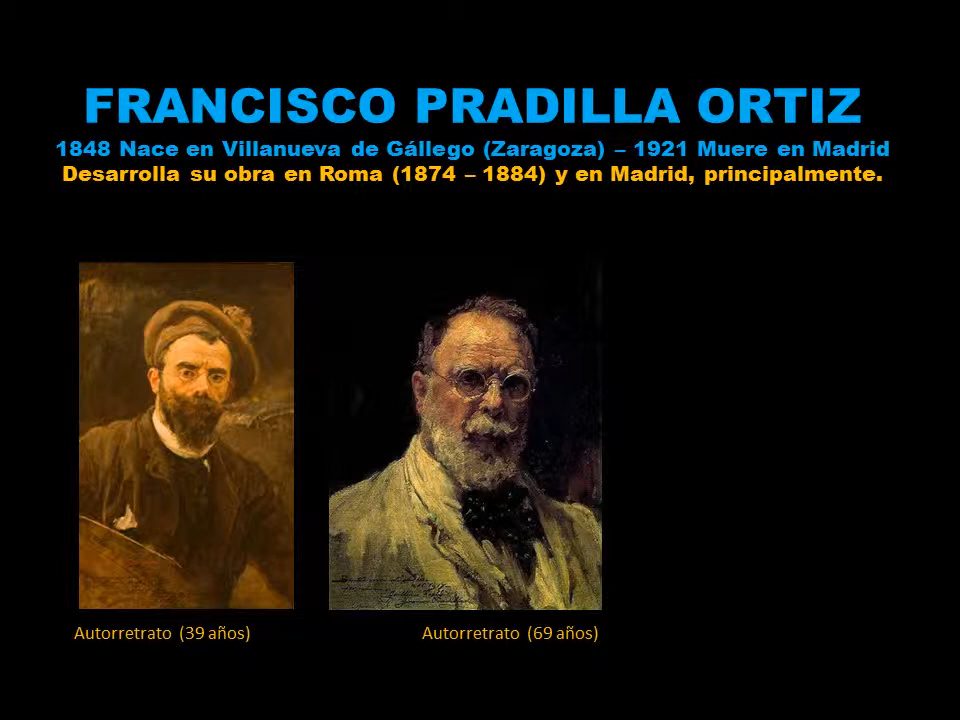 FRANCISCO PRADILLA ORTIZ
1848 Nace en Villanueva de Gállego (Zaragoza) – 1921 Muere en Madrid
Desarrolla su obra en Roma (1874 – 1884) y en Madrid, principalmente.
Autorretrato (39 años)
Autorretrato (69 años)